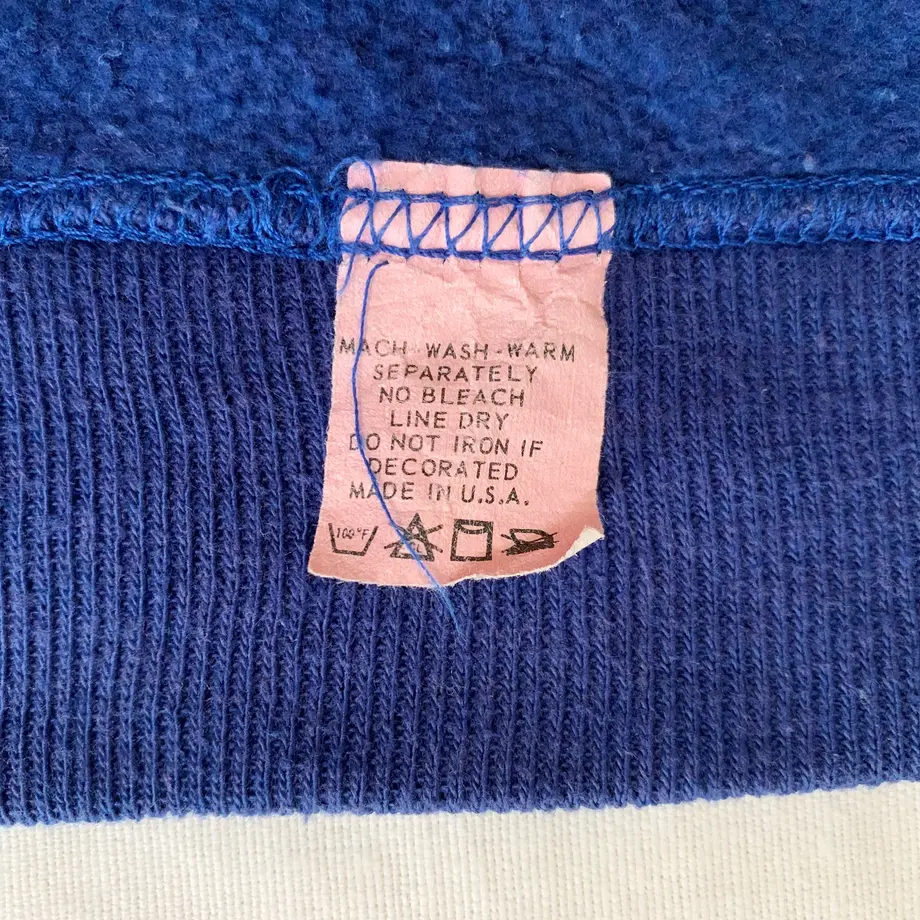 MACH-WASH-WARM
SEPARATELY
NO BLEACH
LINE DRY
DO NOT IRON IF
DECORATED
MADE IN U.S.A.
100°F